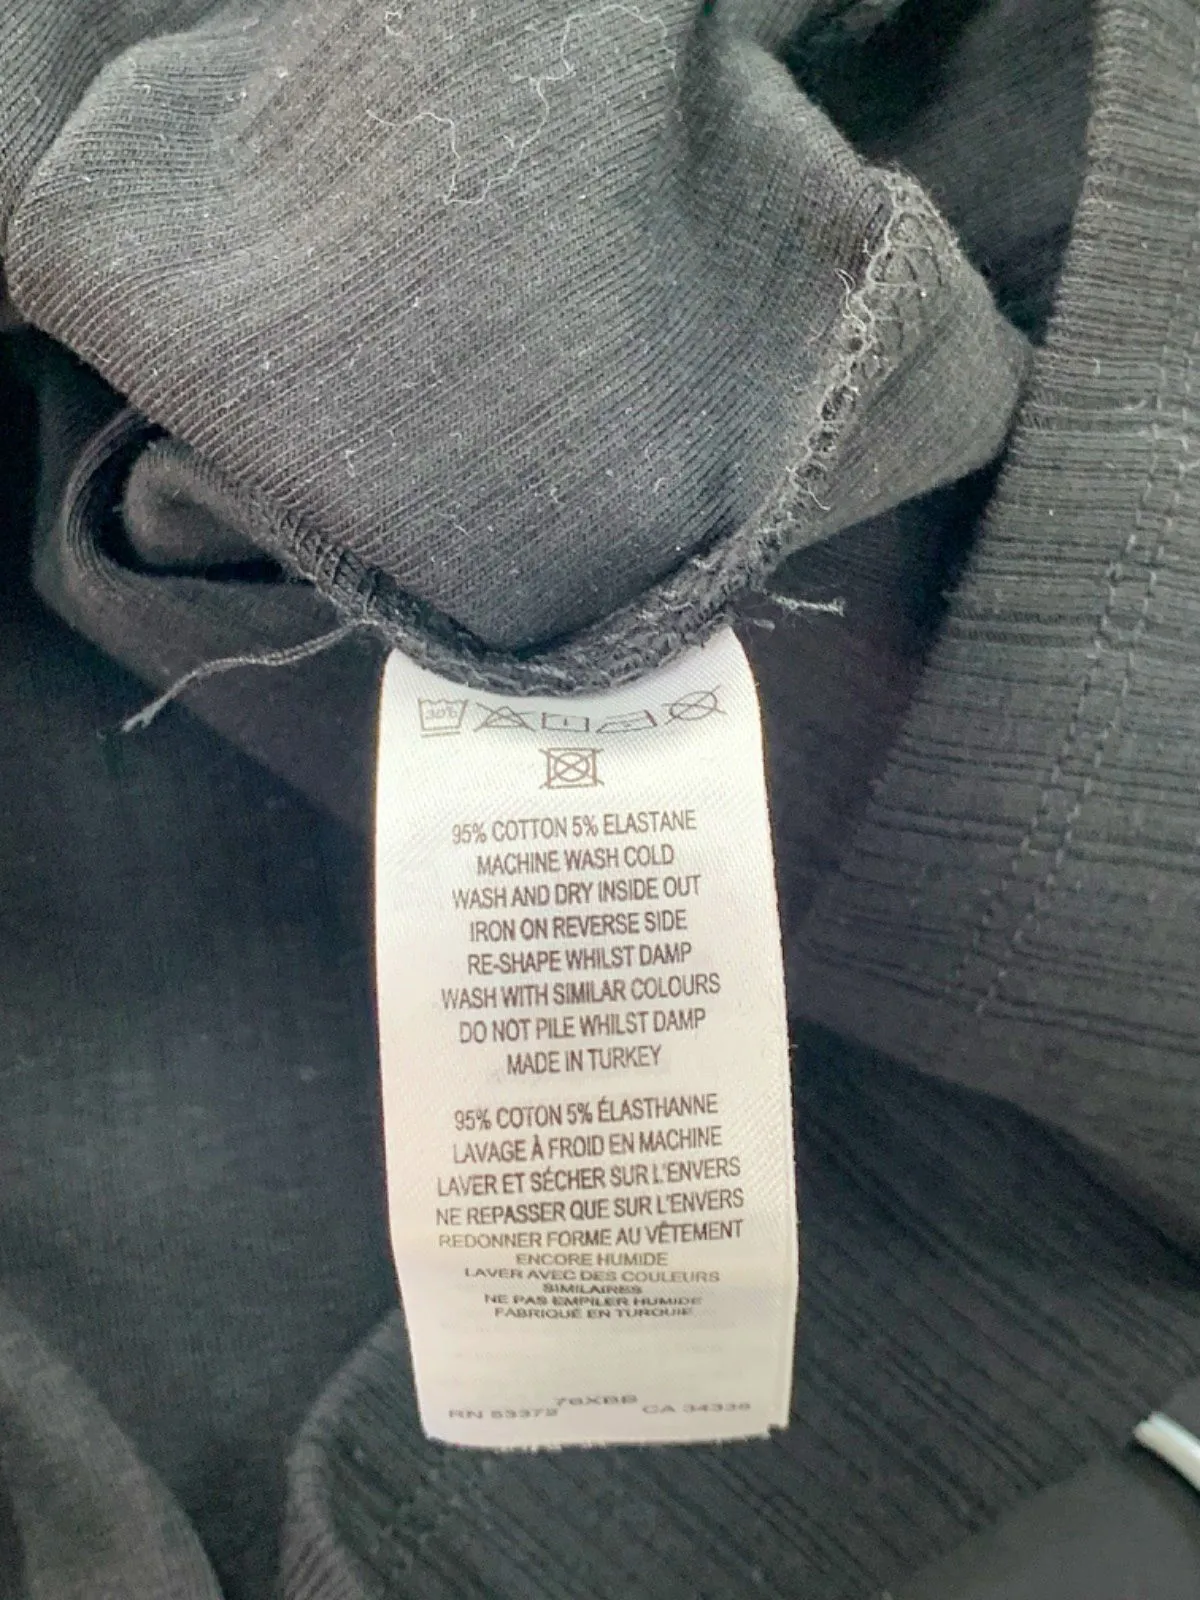 30°C
95% COTTON 5% ELASTANE
MACHINE WASH COLD
WASH AND DRY INSIDE OUT
IRON ON REVERSE SIDE
RE-SHAPE WHILST DAMP
WASH WITH SIMILAR COLOURS
DO NOT PILE WHILST DAMP
MADE IN TURKEY
95% COTON 5% ÉLASTHANNE
LAVAGE À FROID EN MACHINE
LAVER ET SÉCHER SUR L'ENVERS
NE REPASSER QUE SUR L'ENVERS
REDONNER FORME AU VÊTEMENT
ENCORE HUMIDE
LAVER AVEC DES COULEURS
SIMILAIRES
NE PAS EMPILER HUMIDE
FABRIQUÉ EN TURQUIE
RN CA